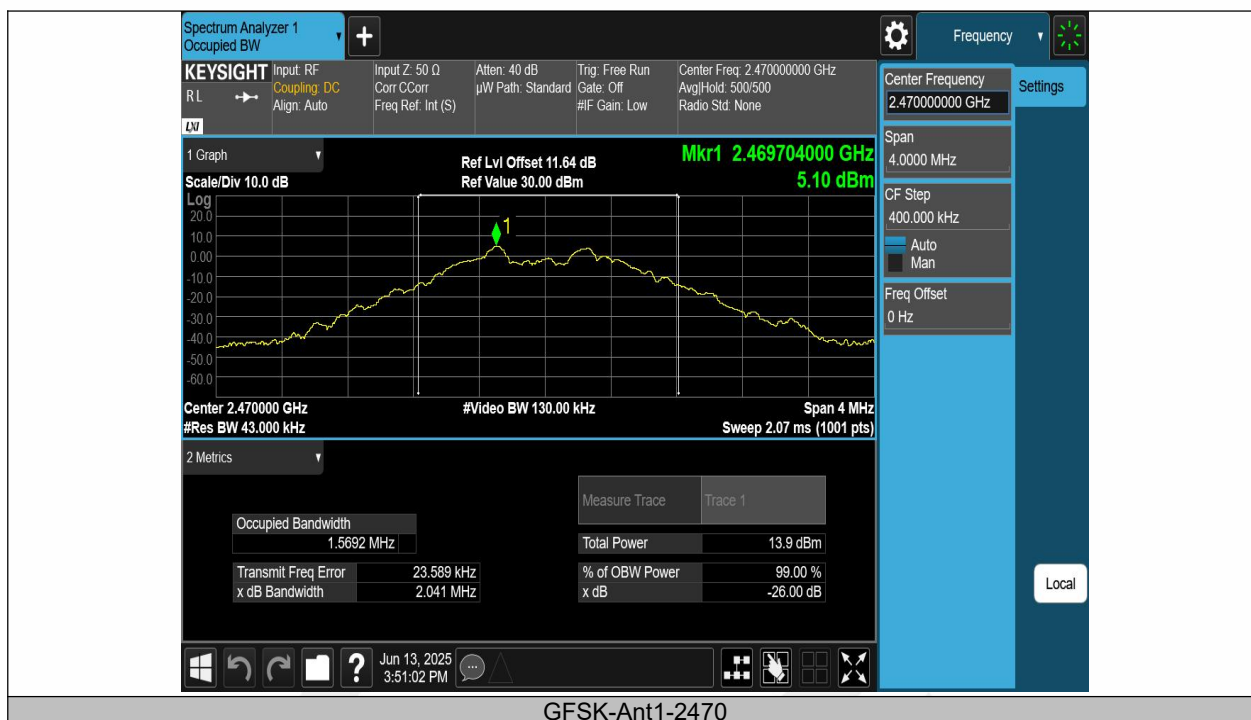 Spectrum Analyzer 1
Occupied BW
Frequency
KEYSIGHT
R L
LXI
Input: RF
Coupling: DC
Align: Auto
Input Z: 50 Ω
Corr CCorr
Freq Ref: Int (S)
Atten: 40 dB
µW Path: Standard
Trig: Free Run
Gate: Off
#IF Gain: Low
Center Freq: 2.470000000 GHz
Avg|Hold: 500/500
Radio Std: None
Center Frequency
2.470000000 GHz
Settings
Span
4.0000 MHz
CF Step
400.000 kHz
Auto
Man
Freq Offset
0 Hz
Local
1 Graph
Scale/Div 10.0 dB
Ref Lvl Offset 11.64 dB
Ref Value 30.00 dBm
Mkr1 2.469704000 GHz
5.10 dBm
Log
20.0
10.0
0.00
-10.0
-20.0
-30.0
-40.0
-50.0
-60.0
1
Center 2.470000 GHz
#Res BW 43.000 kHz
#Video BW 130.00 kHz
Span 4 MHz
Sweep 2.07 ms (1001 pts)
2 Metrics
Measure Trace Trace 1
Occupied Bandwidth
1.5692 MHz
Total Power 13.9 dBm
Transmit Freq Error 23.589 kHz
% of OBW Power 99.00 %
x dB Bandwidth 2.041 MHz
x dB -26.00 dB
?
Jun 13, 2025
3:51:02 PM
GFSK-Ant1-2470